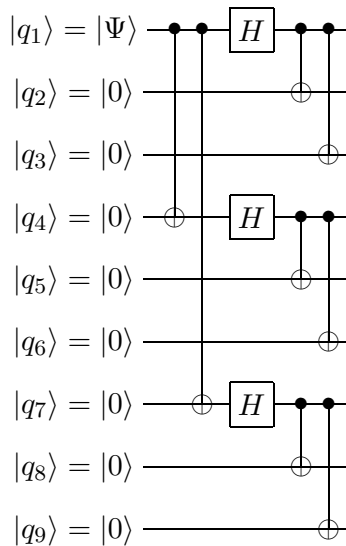 |q₁⟩ = |Ψ⟩ H
|q₂⟩ = |0⟩
|q₃⟩ = |0⟩
|q₄⟩ = |0⟩ H
|q₅⟩ = |0⟩
|q₆⟩ = |0⟩
|q₇⟩ = |0⟩ H
|q₈⟩ = |0⟩
|q₉⟩ = |0⟩